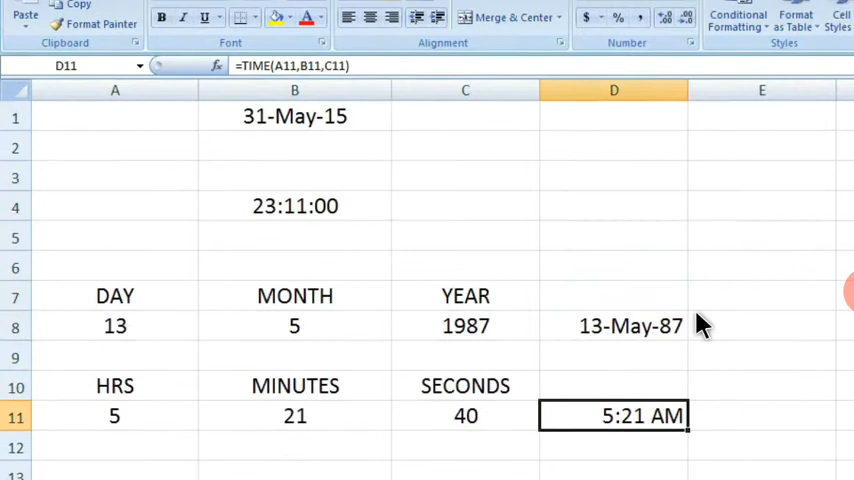 Copy
Paste
Format Painter
B I U A
Merge & Center
$ % ,
Conditional Formatting
Format as Table
Cell Styles
Clipboard
Font
Alignment
Number
Styles
D11 fx =TIME(A11,B11,C11)
A B C D E
1 31-May-15
2
3
4 23:11:00
5
6
7 DAY MONTH YEAR
8 13 5 1987 13-May-87
9
10 HRS MINUTES SECONDS
11 5 21 40 5:21 AM
12
13